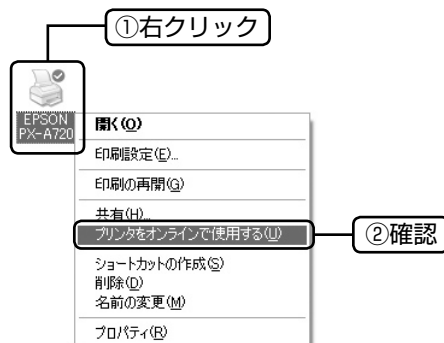 ①右クリック
EPSON
PX-A720
開く(O)
印刷設定(E)...
印刷の再開(G)
共有(H)...
プリンタをオンラインで使用する(U)
②確認
ショートカットの作成(S)
削除(D)
名前の変更(M)
プロパティ(R)